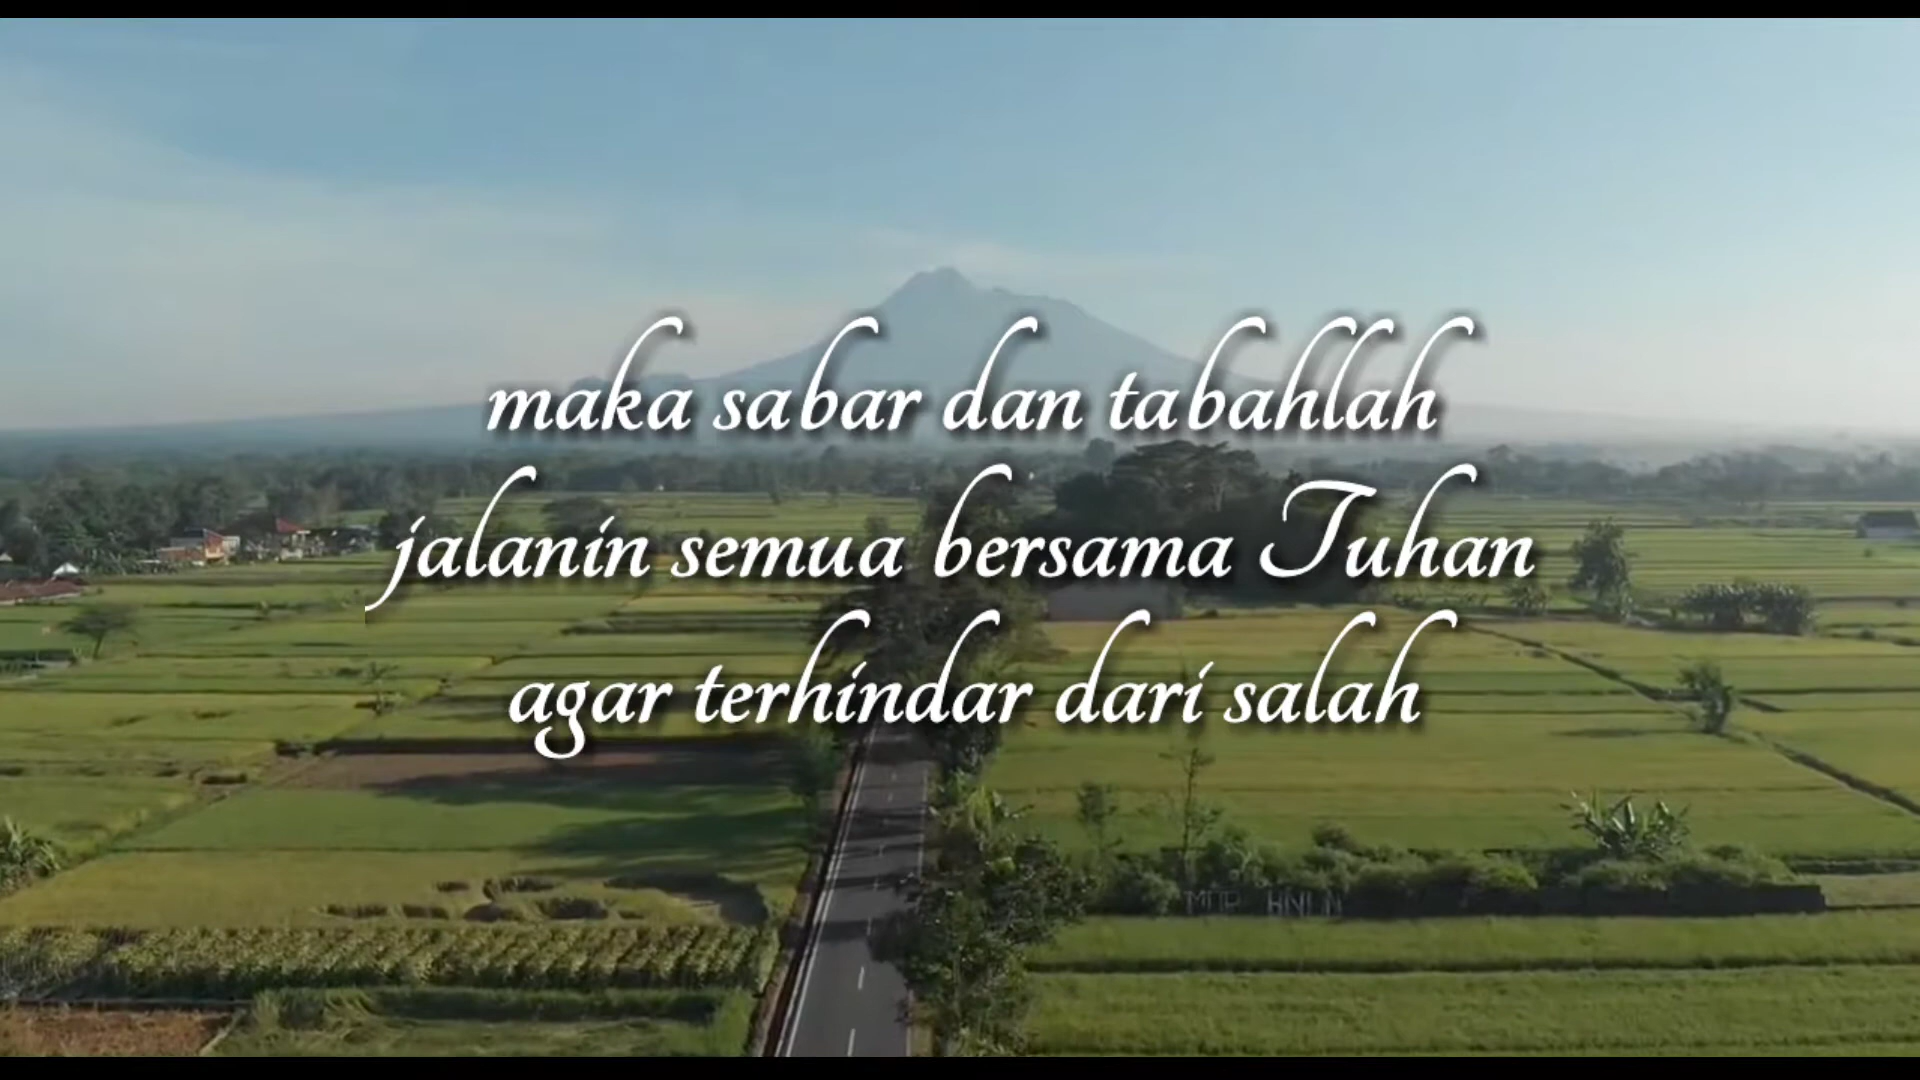 maka sabar dan tabahlah
jalanin semua bersama Tuhan
agar terhindar dari salah